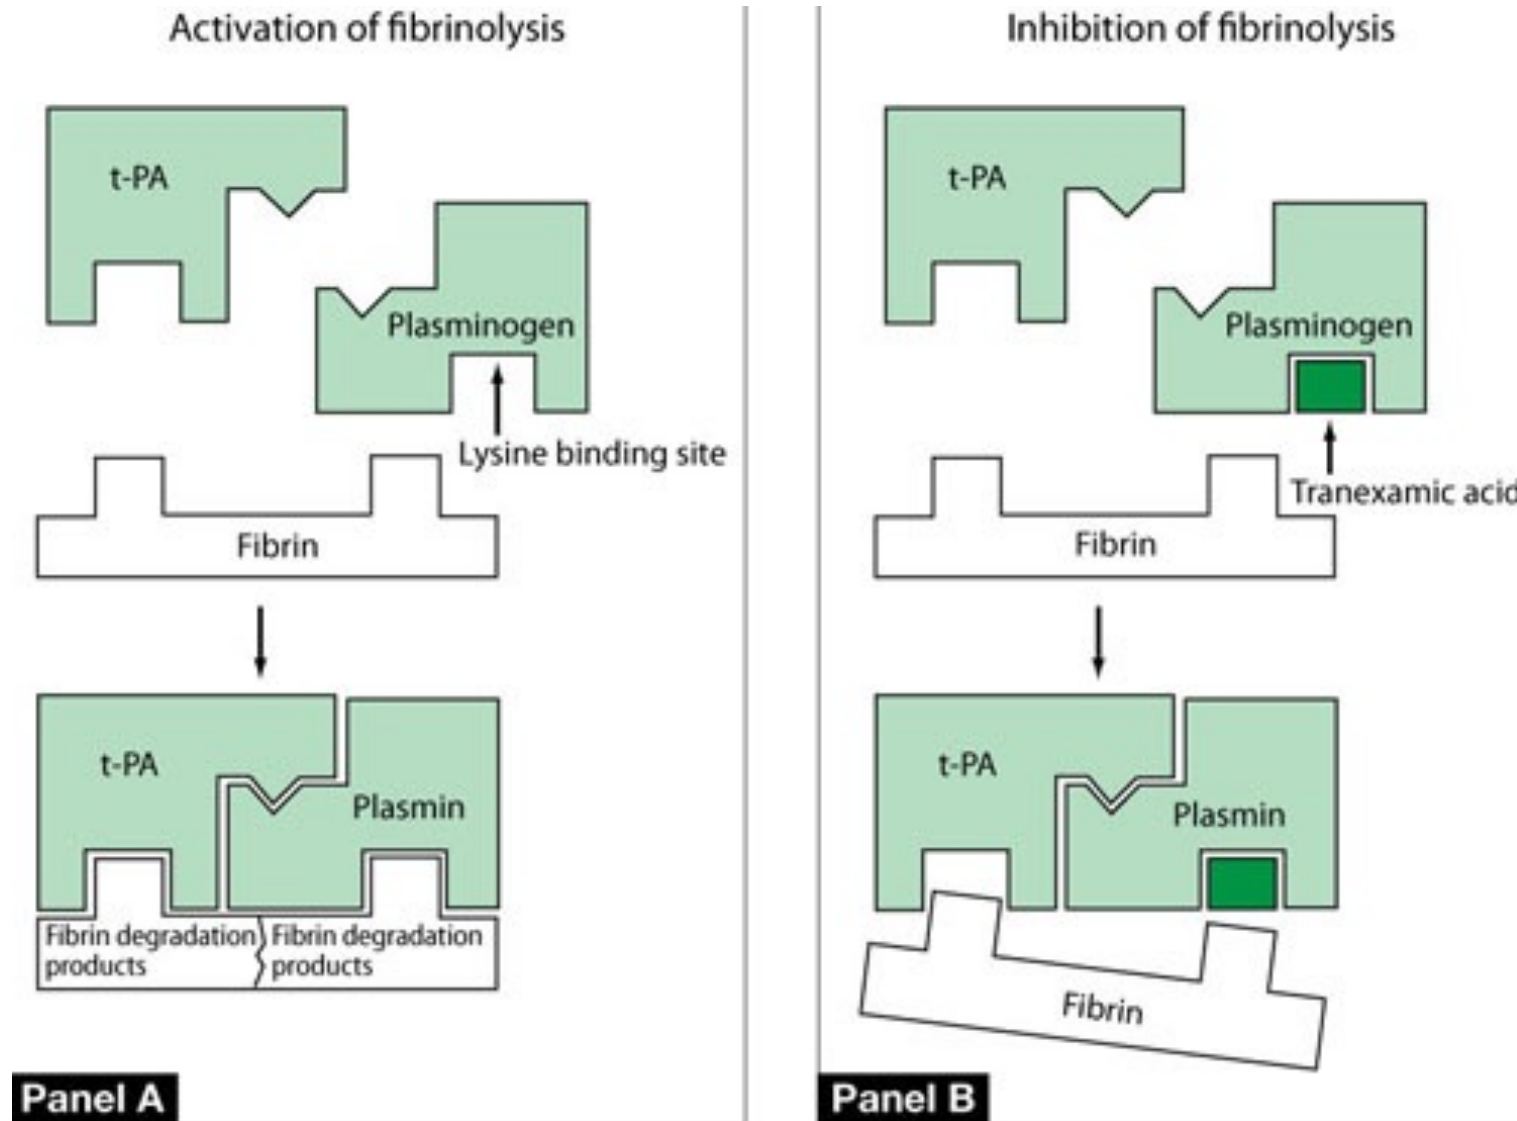 Activation of fibrinolysis
t-PA
Plasminogen
Lysine binding site
Fibrin
t-PA
Plasmin
Fibrin degradation
products
Fibrin degradation
products
Panel A
Inhibition of fibrinolysis
t-PA
Plasminogen
Tranexamic acid
Fibrin
t-PA
Plasmin
Fibrin
Panel B